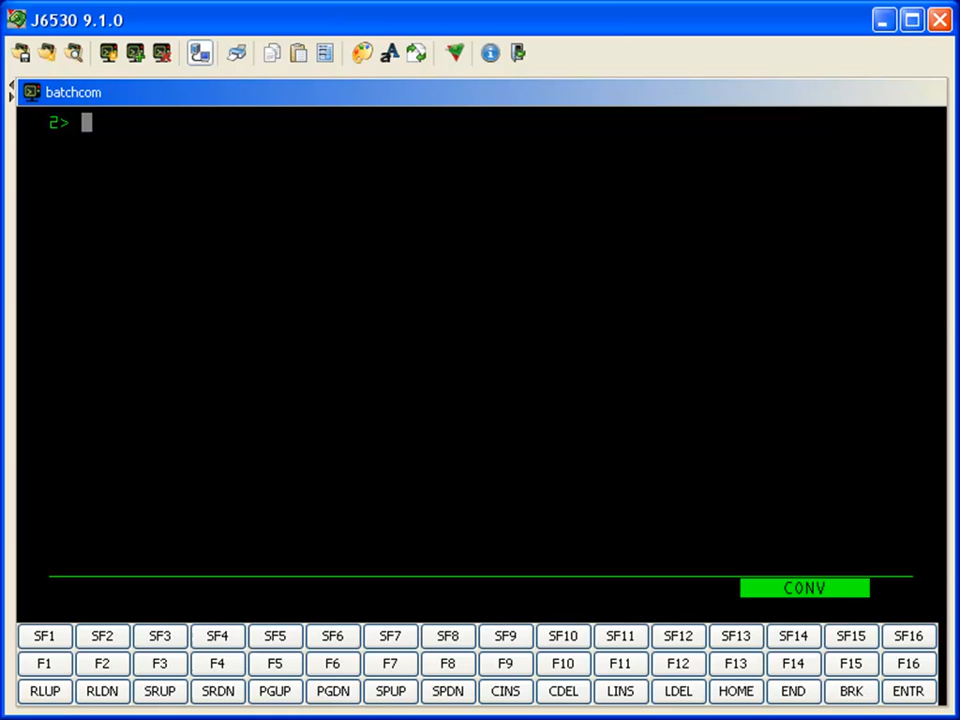 J6530 9.1.0
batchcom
2>
CONV
SF1 SF2 SF3 SF4 SF5 SF6 SF7 SF8 SF9 SF10 SF11 SF12 SF13 SF14 SF15 SF16
F1 F2 F3 F4 F5 F6 F7 F8 F9 F10 F11 F12 F13 F14 F15 F16
RLUP RLDN SRUP SRDN PGUP PGDN SPUP SPDN CINS CDEL LINS LDEL HOME END BRK ENTR